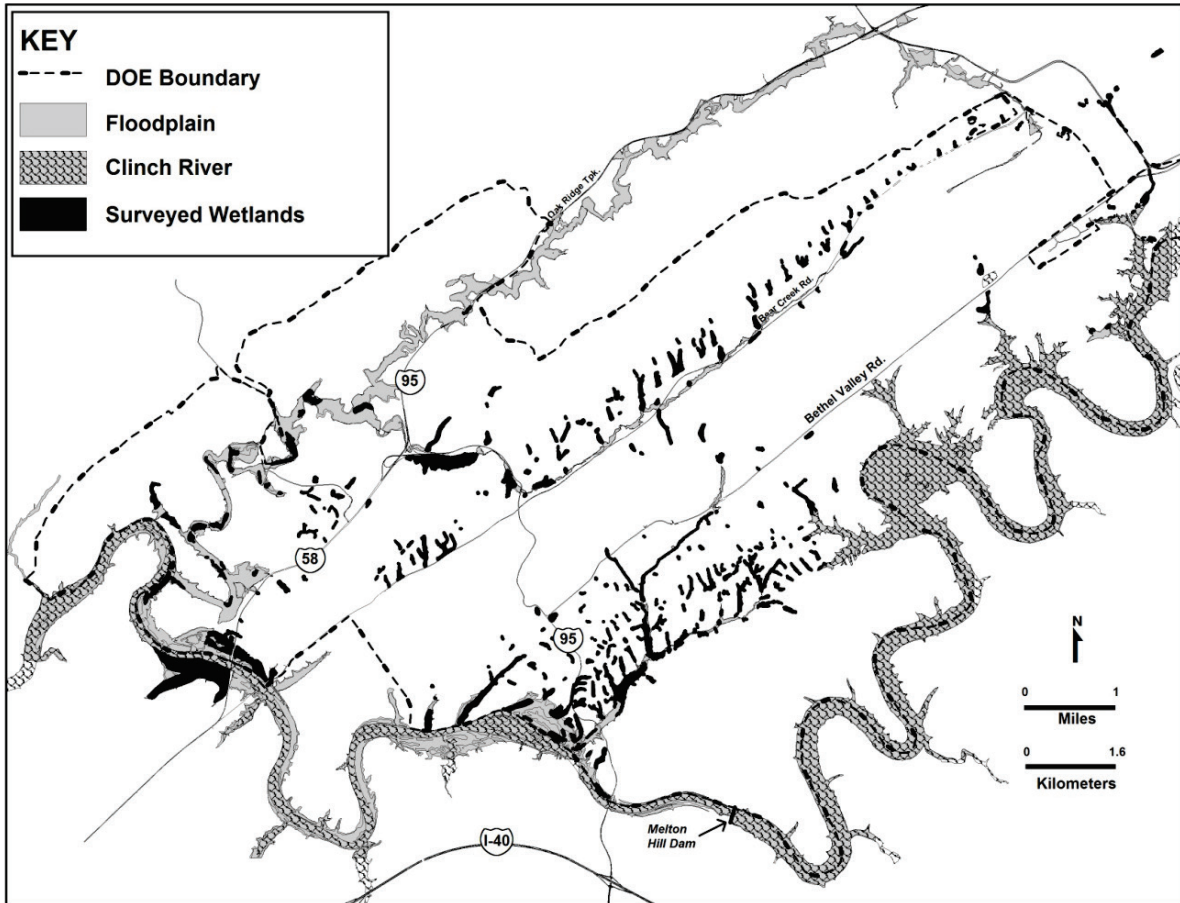 KEY
DOE Boundary
Floodplain
Clinch River
Surveyed Wetlands
Oak Ridge Tpk.
95
Bear Creek Rd.
Bethel Valley Rd.
58
95
N
0 1
Miles
0 1.6
Kilometers
Melton
Hill Dam
I-40